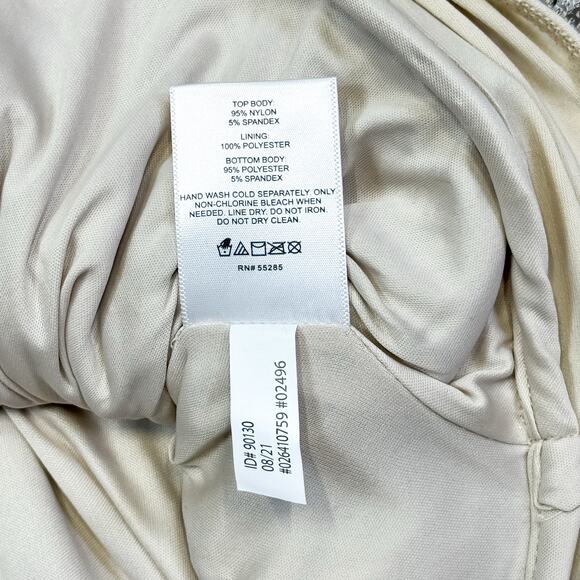 TOP BODY:
95% NYLON
5% SPANDEX
LINING:
100% POLYESTER
BOTTOM BODY:
95% POLYESTER
5% SPANDEX
HAND WASH COLD SEPARATELY. ONLY
NON-CHLORINE BLEACH WHEN
NEEDED. LINE DRY. DO NOT IRON.
DO NOT DRY CLEAN.
RN# 55285
ID# 90130
08/21
#026410759 #02496